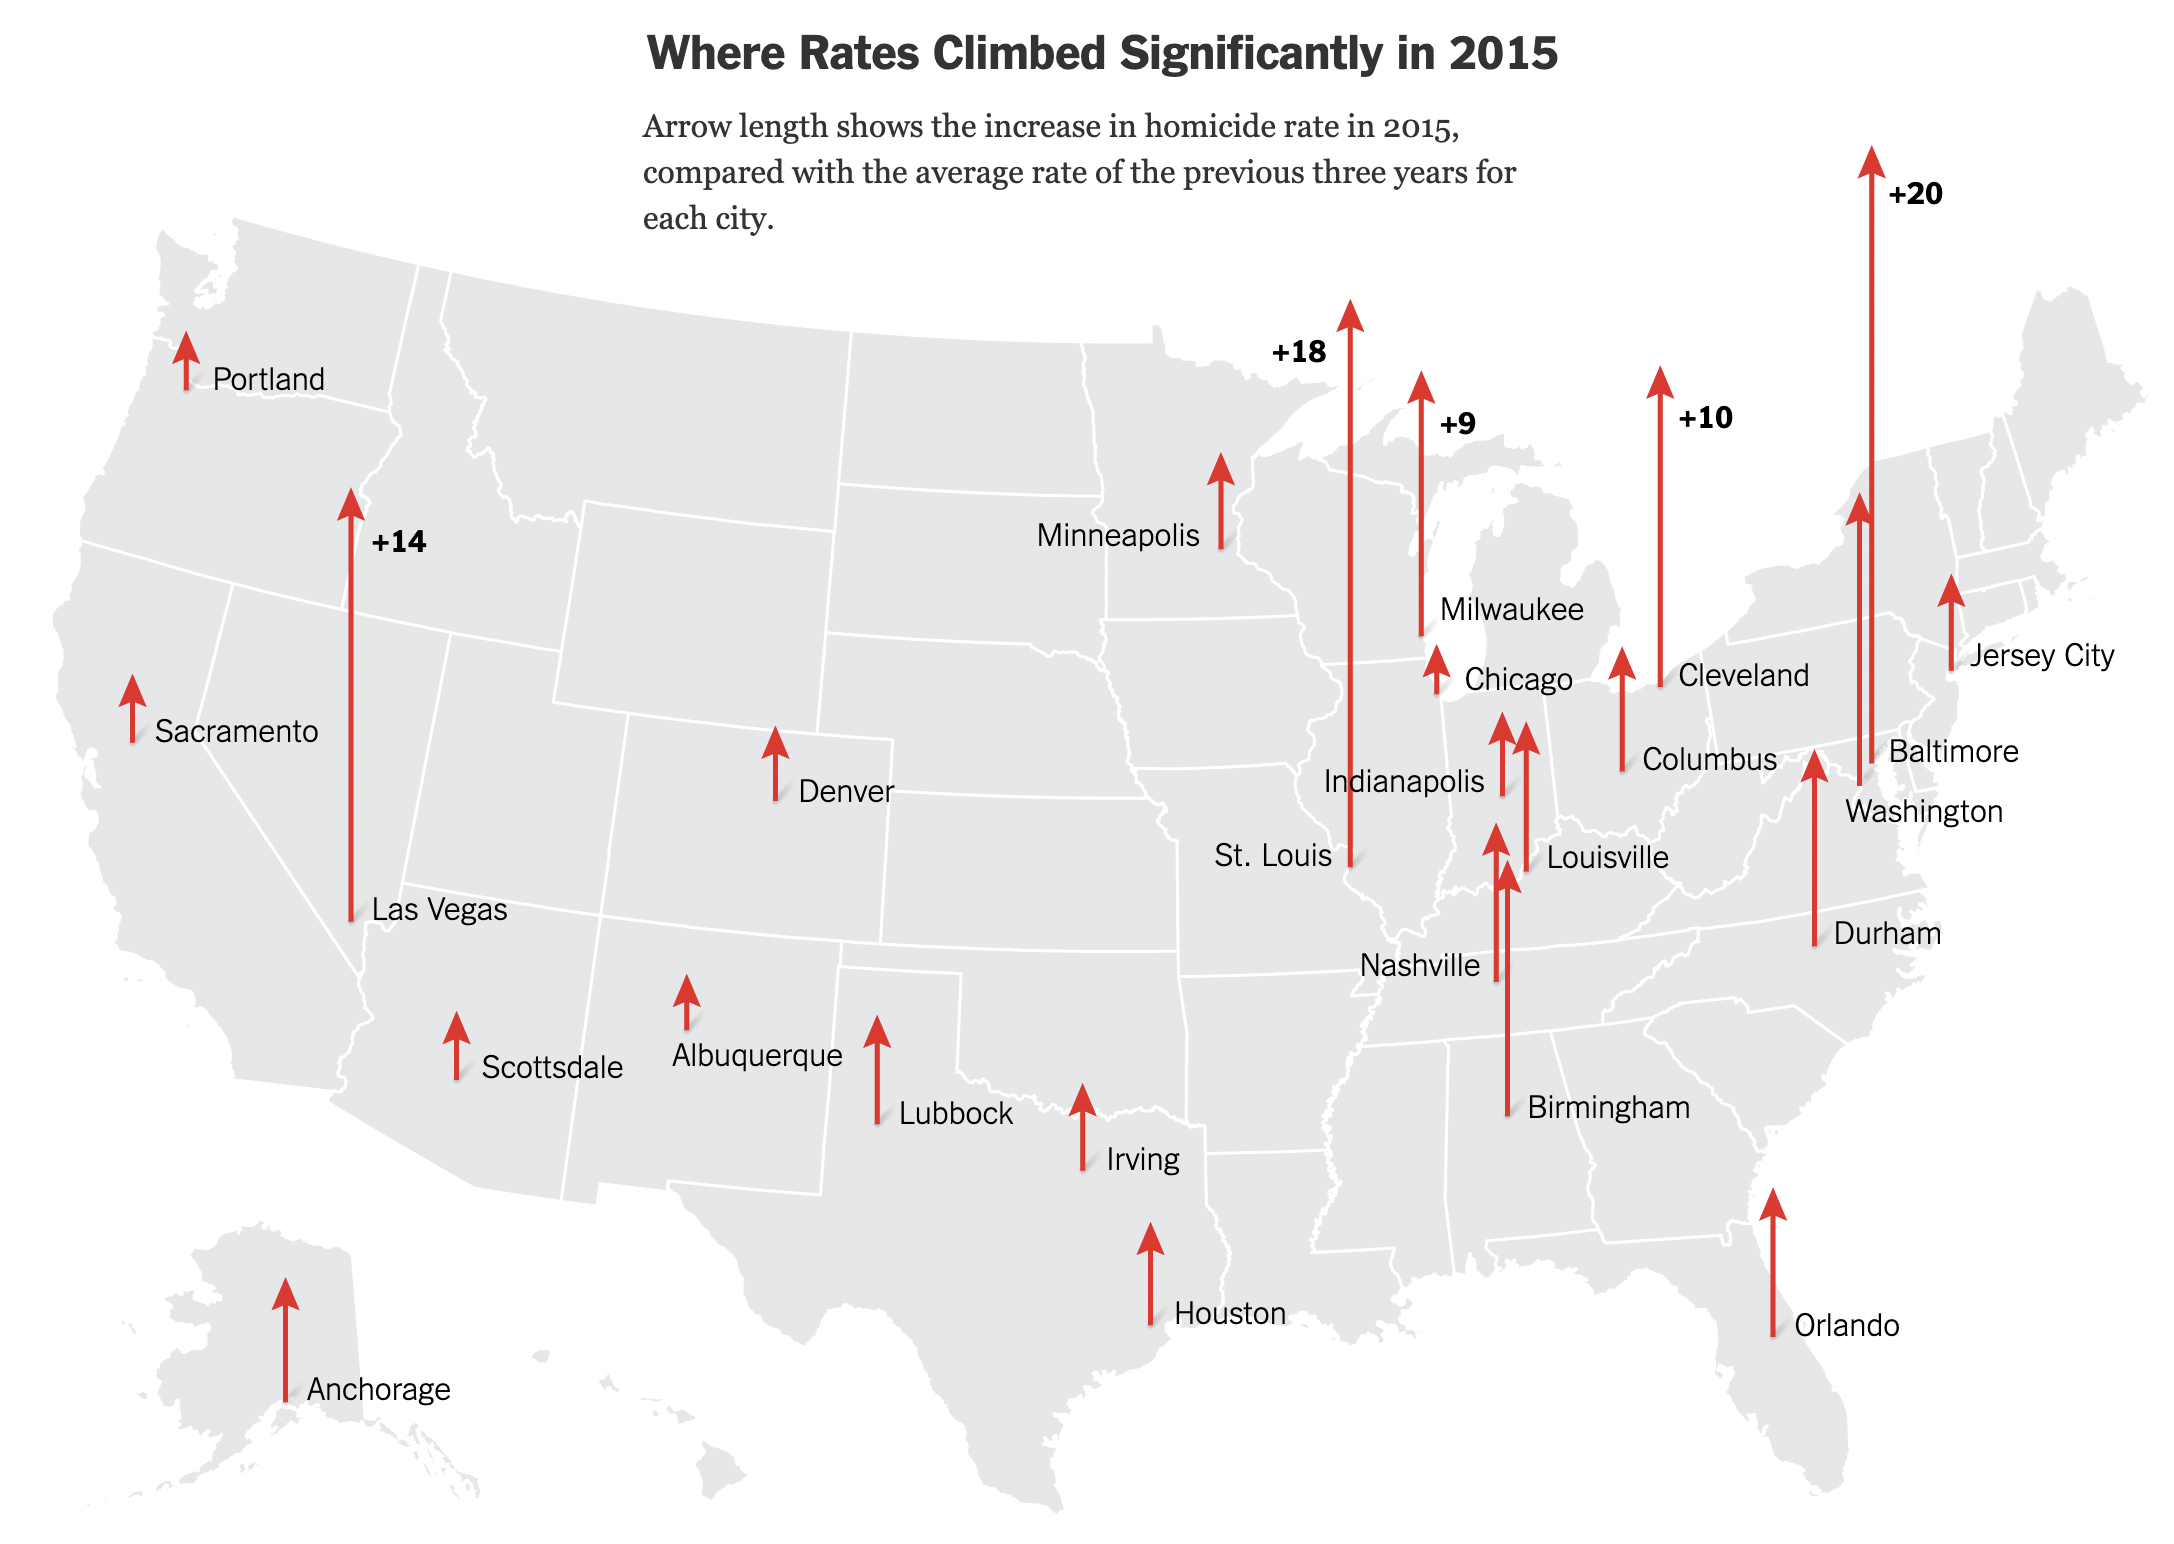 Where Rates Climbed Significantly in 2015
Arrow length shows the increase in homicide rate in 2015,
compared with the average rate of the previous three years for
each city.
+20
+18
Portland
+9
+10
+14
Minneapolis
Milwaukee
Jersey City
Chicago
Cleveland
Sacramento
Baltimore
Columbus
Indianapolis
Denver
Washington
St. Louis
Louisville
Las Vegas
Durham
Nashville
Albuquerque
Scottsdale
Birmingham
Lubbock
Irving
Houston
Orlando
Anchorage